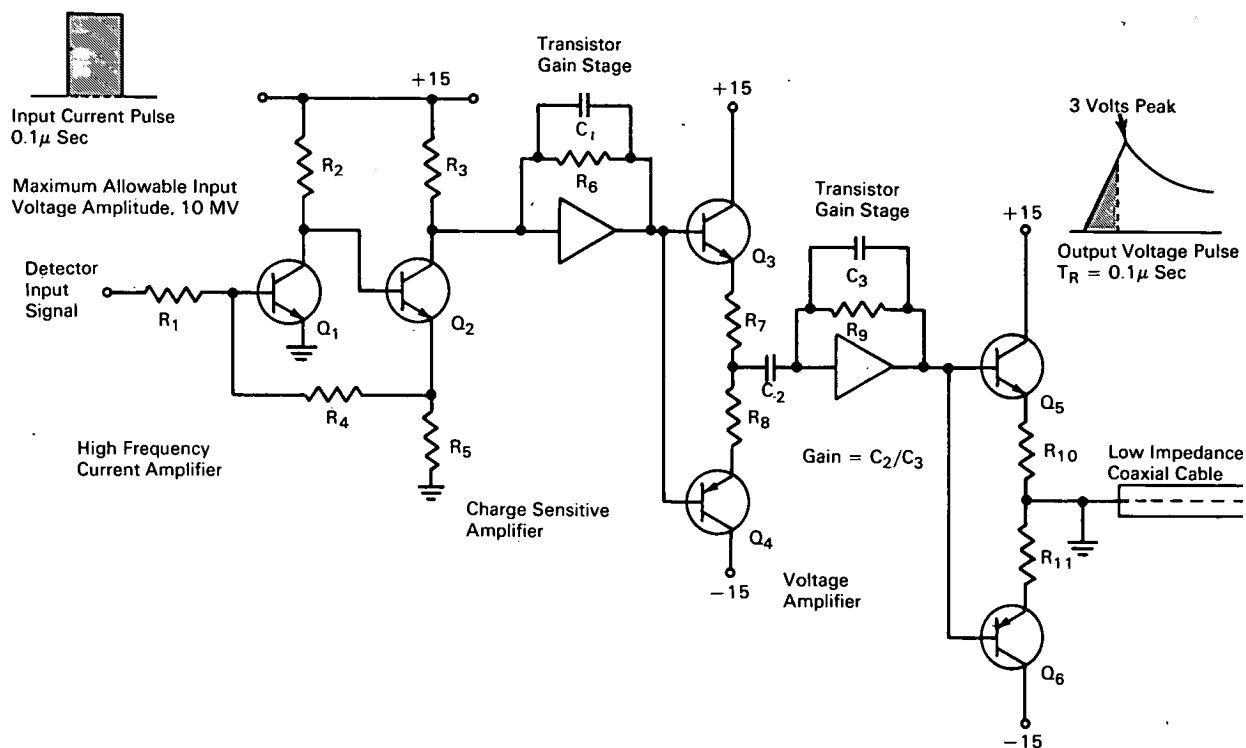 Input Current Pulse
0.1μ Sec
Maximum Allowable Input
Voltage Amplitude, 10 MV
Detector
Input
Signal
R1
+15
R2
R3
Q1
Q2
R4
R5
High Frequency
Current Amplifier
Transistor
Gain Stage
C1
R6
Charge Sensitive
Amplifier
+15
Q3
R7
R8
Q4
−15
C2
Transistor
Gain Stage
C3
R9
Gain = C2/C3
Voltage
Amplifier
3 Volts Peak
Output Voltage Pulse
TR = 0.1μ Sec
+15
Q5
R10
R11
Q6
−15
Low Impedance
Coaxial Cable